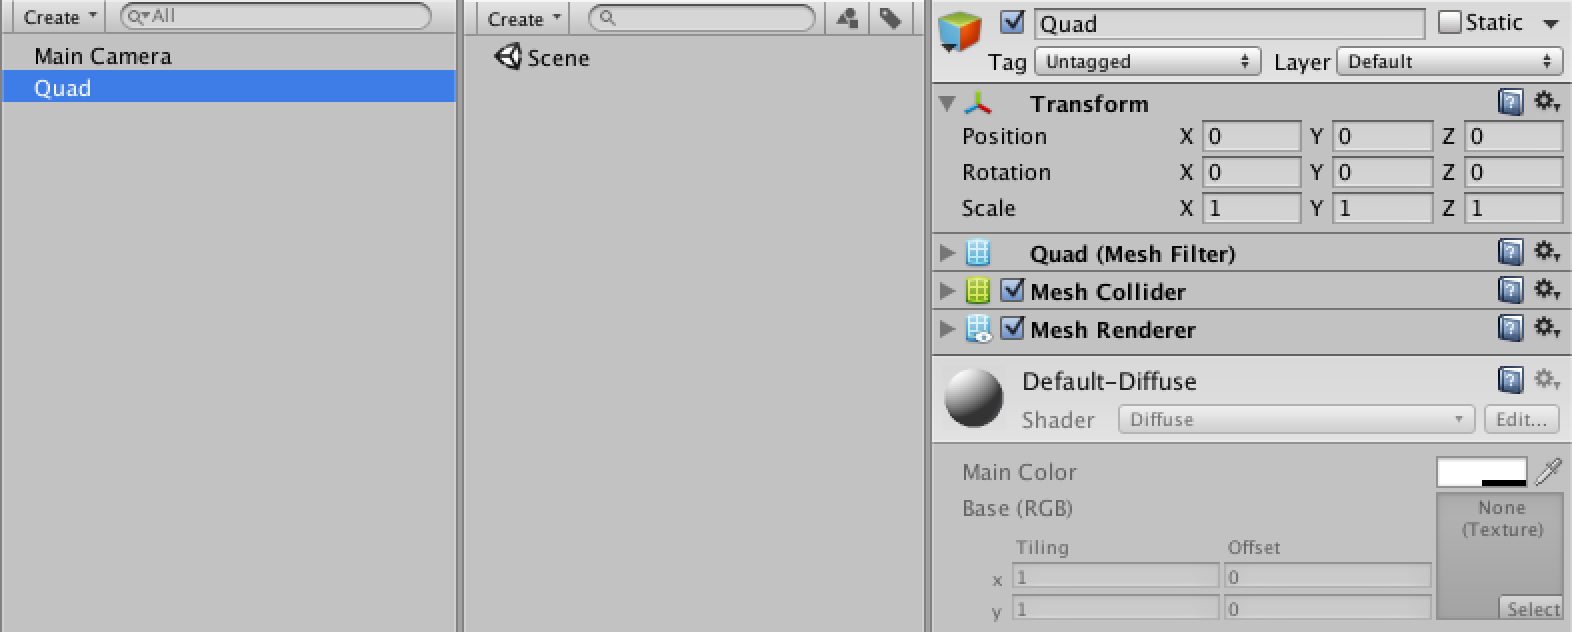 Create
All
Main Camera
Quad
Create
Scene
Quad
Static
Tag Untagged Layer Default
Transform
Position X 0 Y 0 Z 0
Rotation X 0 Y 0 Z 0
Scale X 1 Y 1 Z 1
Quad (Mesh Filter)
Mesh Collider
Mesh Renderer
Default-Diffuse
Shader Diffuse Edit...
Main Color
Base (RGB)
None
(Texture)
Tiling Offset
x 1 0
y 1 0
Select